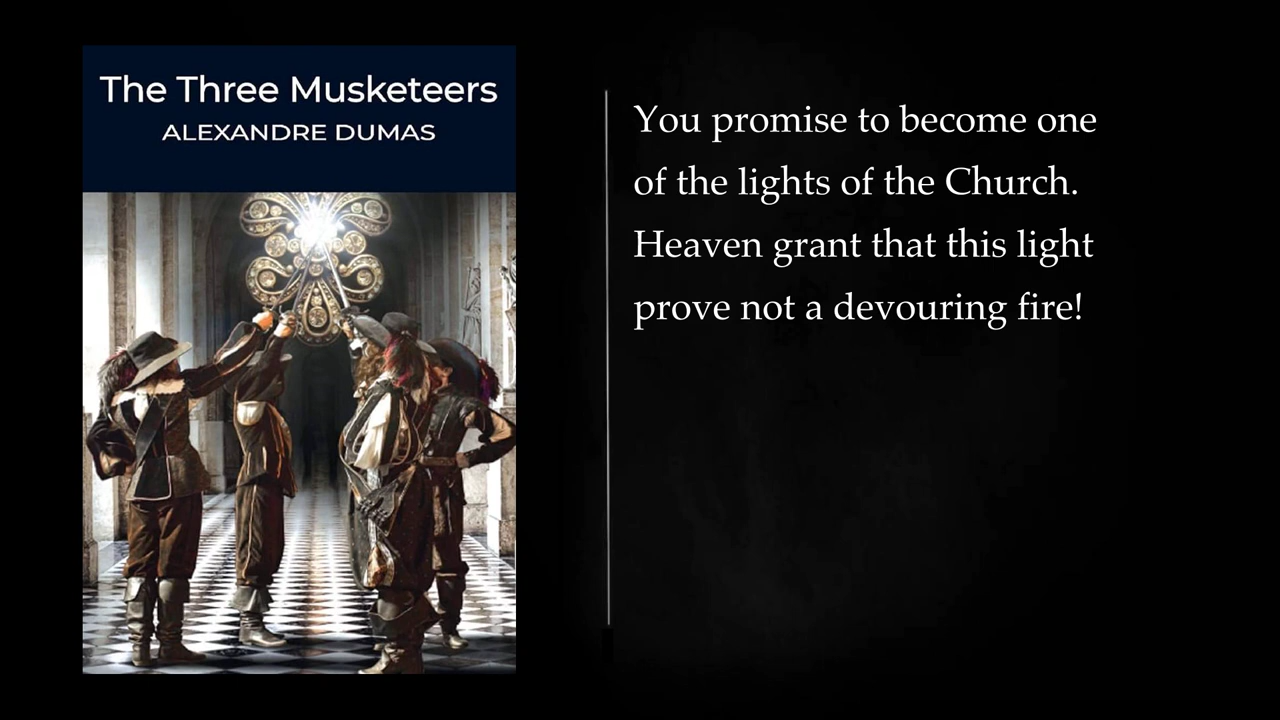 The Three Musketeers
ALEXANDRE DUMAS
You promise to become one
of the lights of the Church.
Heaven grant that this light
prove not a devouring fire!